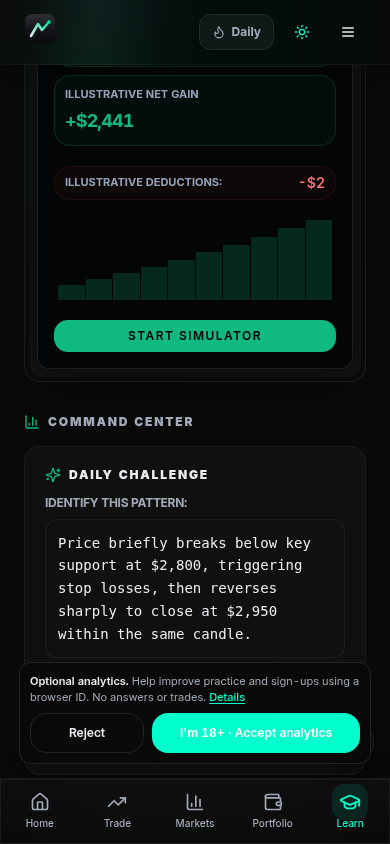 Daily
ILLUSTRATIVE NET GAIN
+$2,441
ILLUSTRATIVE DEDUCTIONS: -$2
START SIMULATOR
COMMAND CENTER
DAILY CHALLENGE
IDENTIFY THIS PATTERN:
Price briefly breaks below key
support at $2,800, triggering
stop losses, then reverses
sharply to close at $2,950
within the same candle.
Optional analytics. Help improve practice and sign-ups using a
browser ID. No answers or trades. Details
Reject
I'm 18+ · Accept analytics
Home
Trade
Markets
Portfolio
Learn